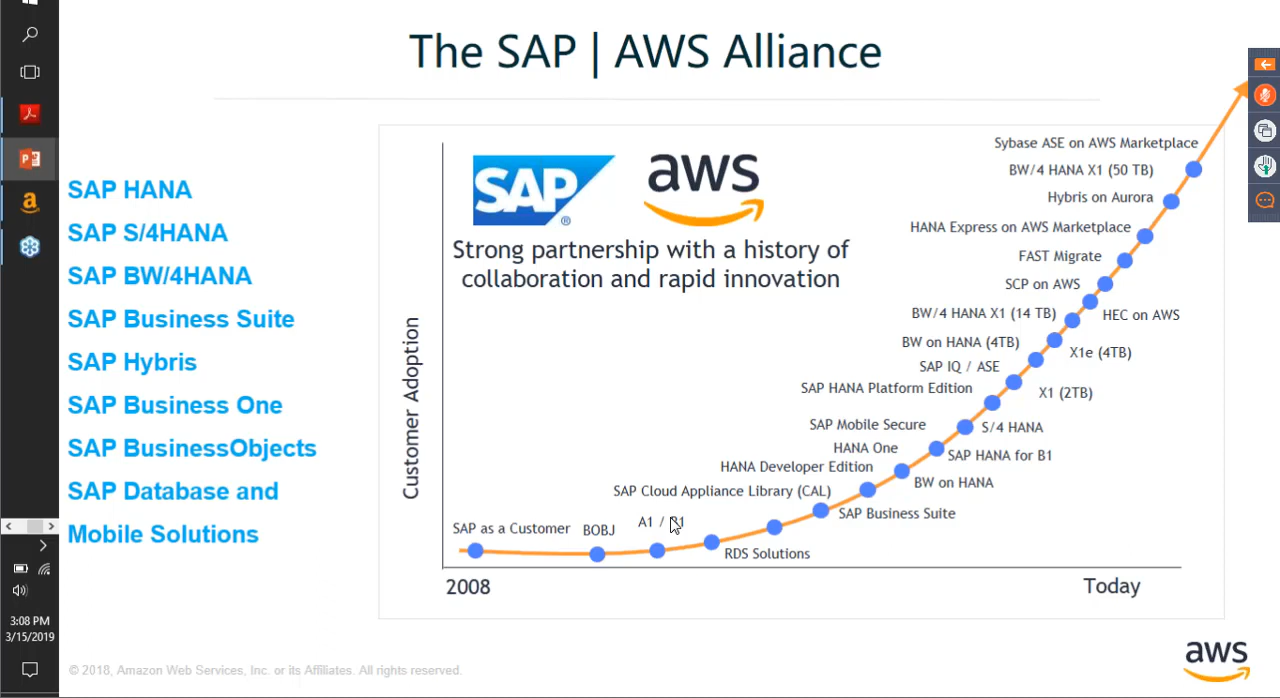 The SAP | AWS Alliance
SAP HANA
SAP S/4HANA
SAP BW/4HANA
SAP Business Suite
SAP Hybris
SAP Business One
SAP BusinessObjects
SAP Database and
Mobile Solutions
SAP
®
aws
Strong partnership with a history of
collaboration and rapid innovation
Customer Adoption
Sybase ASE on AWS Marketplace
BW/4 HANA X1 (50 TB)
Hybris on Aurora
HANA Express on AWS Marketplace
FAST Migrate
SCP on AWS
BW/4 HANA X1 (14 TB)
HEC on AWS
BW on HANA (4TB)
X1e (4TB)
SAP IQ / ASE
SAP HANA Platform Edition
X1 (2TB)
SAP Mobile Secure
S/4 HANA
HANA One
SAP HANA for B1
HANA Developer Edition
BW on HANA
SAP Cloud Appliance Library (CAL)
SAP Business Suite
A1 /
SAP as a Customer
BOBJ
RDS Solutions
2008
Today
3:08 PM
3/15/2019
© 2018, Amazon Web Services, Inc. or its Affiliates. All rights reserved.
aws